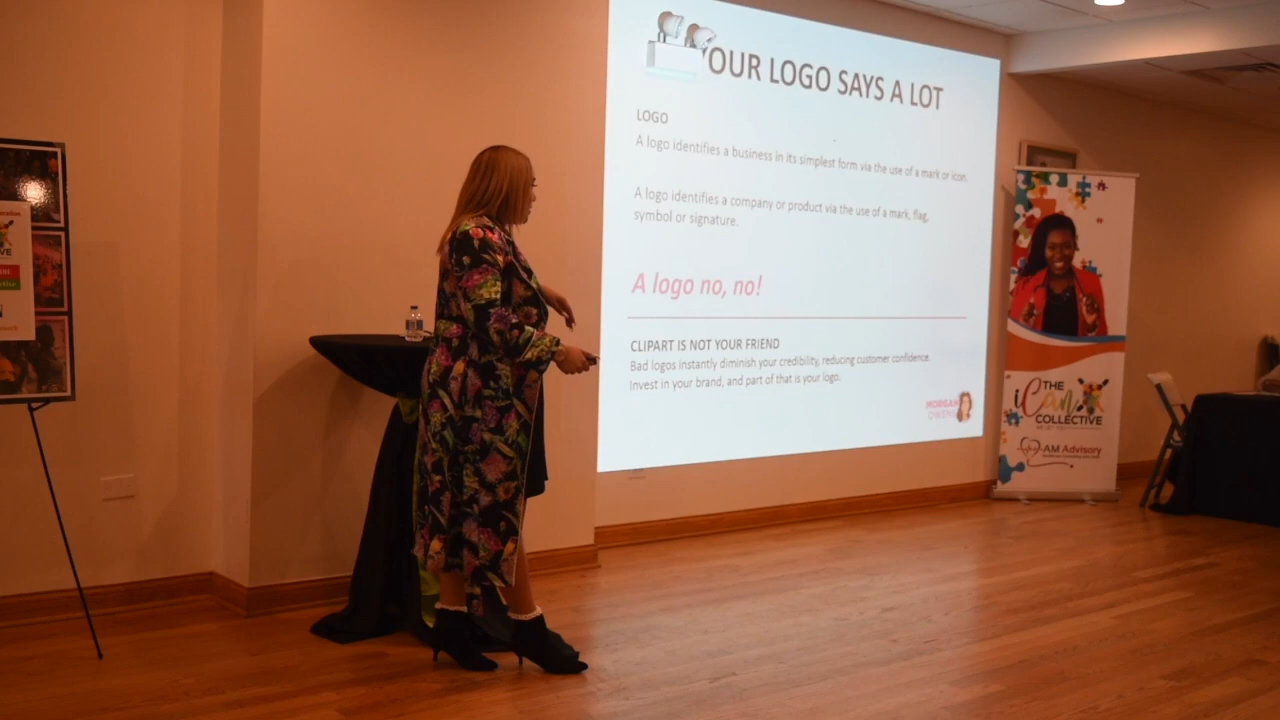 YOUR LOGO SAYS A LOT
LOGO
A logo identifies a business in its simplest form via the use of a mark or icon.
A logo identifies a company or product via the use of a mark, flag,
symbol or signature.
A logo no, no!
CLIPART IS NOT YOUR FRIEND
Bad logos instantly diminish your credibility, reducing customer confidence.
Invest in your brand, and part of that is your logo.
MORGAN
OWENS
THE
iCAN
COLLECTIVE
AM Advisory